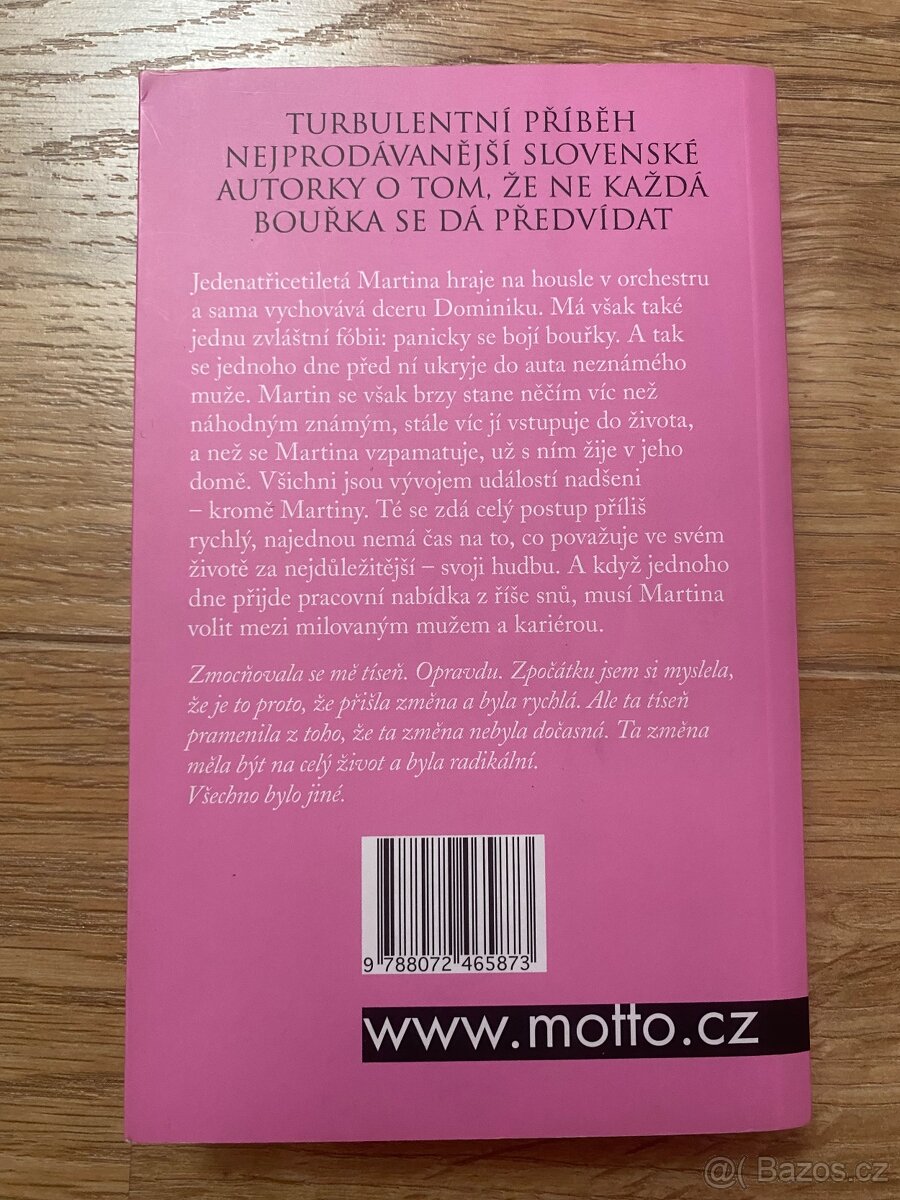 TURBULENTNÍ PŘÍBĚH
NEJPRODÁVANĚJŠÍ SLOVENSKÉ
AUTORKY O TOM, ŽE NE KAŽDÁ
BOUŘKA SE DÁ PŘEDVÍDAT
Jedenatřicetiletá Martina hraje na housle v orchestru
a sama vychovává dceru Dominiku. Má však také
jednu zvláštní fóbii: panicky se bojí bouřky. A tak
se jednoho dne před ní ukryje do auta neznámého
muže. Martin se však brzy stane něčím víc než
náhodným známým, stále víc jí vstupuje do života,
a než se Martina vzpamatuje, už s ním žije v jeho
domě. Všichni jsou vývojem událostí nadšeni
– kromě Martiny. Té se zdá celý postup příliš
rychlý, najednou nemá čas na to, co považuje ve svém
životě za nejdůležitější – svoji hudbu. A když jednoho
dne přijde pracovní nabídka z říše snů, musí Martina
volit mezi milovaným mužem a kariérou.
Zmocňovala se mě tíseň. Opravdu. Zpočátku jsem si myslela,
že je to proto, že přišla změna a byla rychlá. Ale ta tíseň
pramenila z toho, že ta změna nebyla dočasná. Ta změna
měla být na celý život a byla radikální.
Všechno bylo jiné.
9 788072 465873
www.motto.cz
@( Bazos.cz